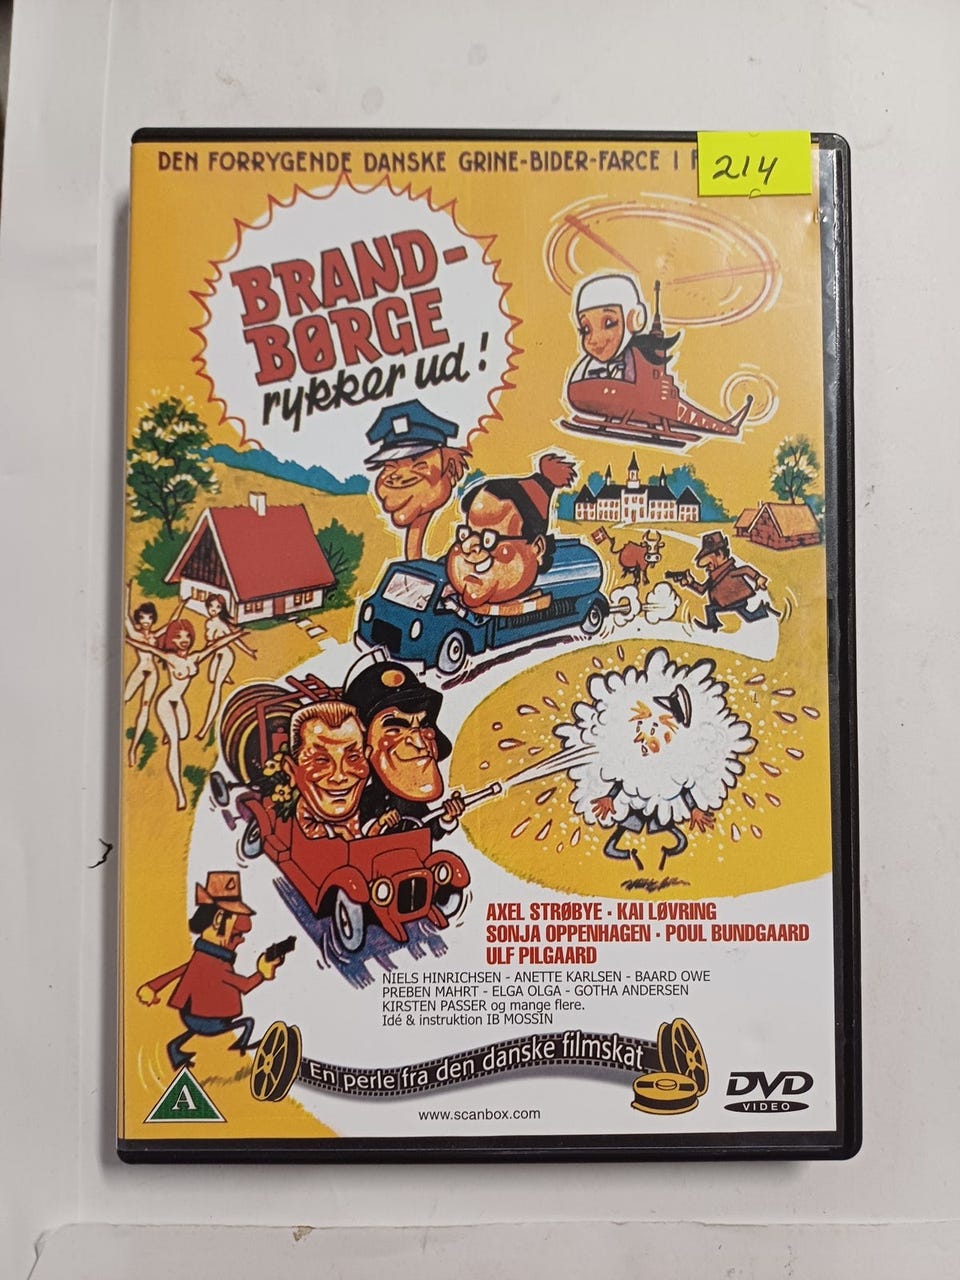 DEN FORRYGENDE DANSKE GRINE-BIDER-FARCE I
214
BRAND-
BØRGE
rykker ud!
AXEL STRØBYE · KAI LØVRING
SONJA OPPENHAGEN · POUL BUNDGAARD
ULF PILGAARD
NIELS HINRICHSEN - ANETTE KARLSEN - BAARD OWE
PREBEN MAHRT - ELGA OLGA - GOTHA ANDERSEN
KIRSTEN PASSER og mange flere.
Idé & instruktion IB MOSSIN
En perle fra den danske filmskat
A
www.scanbox.com
DVD
VIDEO